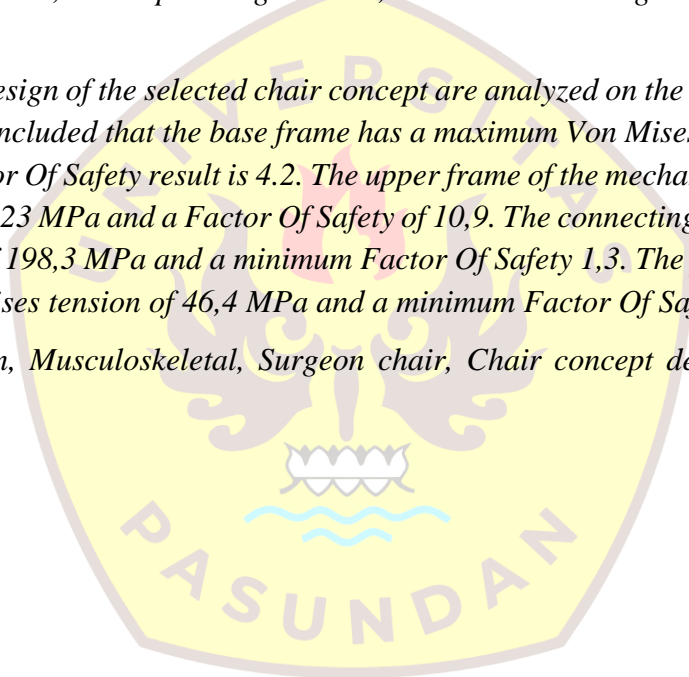 esign of the selected chair concept are analyzed on the
ncluded that the base frame has a maximum Von Mises
or Of Safety result is 4.2. The upper frame of the mechan
23 MPa and a Factor Of Safety of 10,9. The connecting
f 198,3 MPa and a minimum Factor Of Safety 1,3. The
ises tension of 46,4 MPa and a minimum Factor Of Saf
n, Musculoskeletal, Surgeon chair, Chair concept de
UNIVERSITAS
PASUNDAN